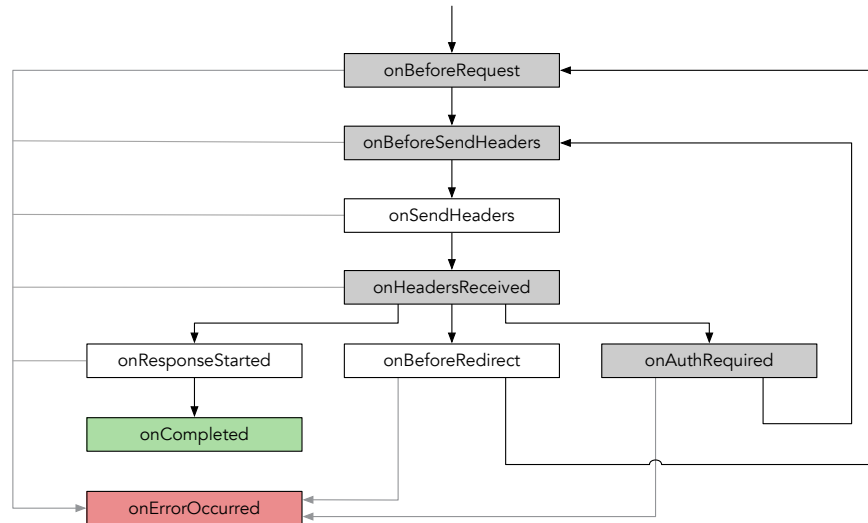 onBeforeRequest
onBeforeSendHeaders
onSendHeaders
onHeadersReceived
onResponseStarted
onBeforeRedirect
onAuthRequired
onCompleted
onErrorOccurred